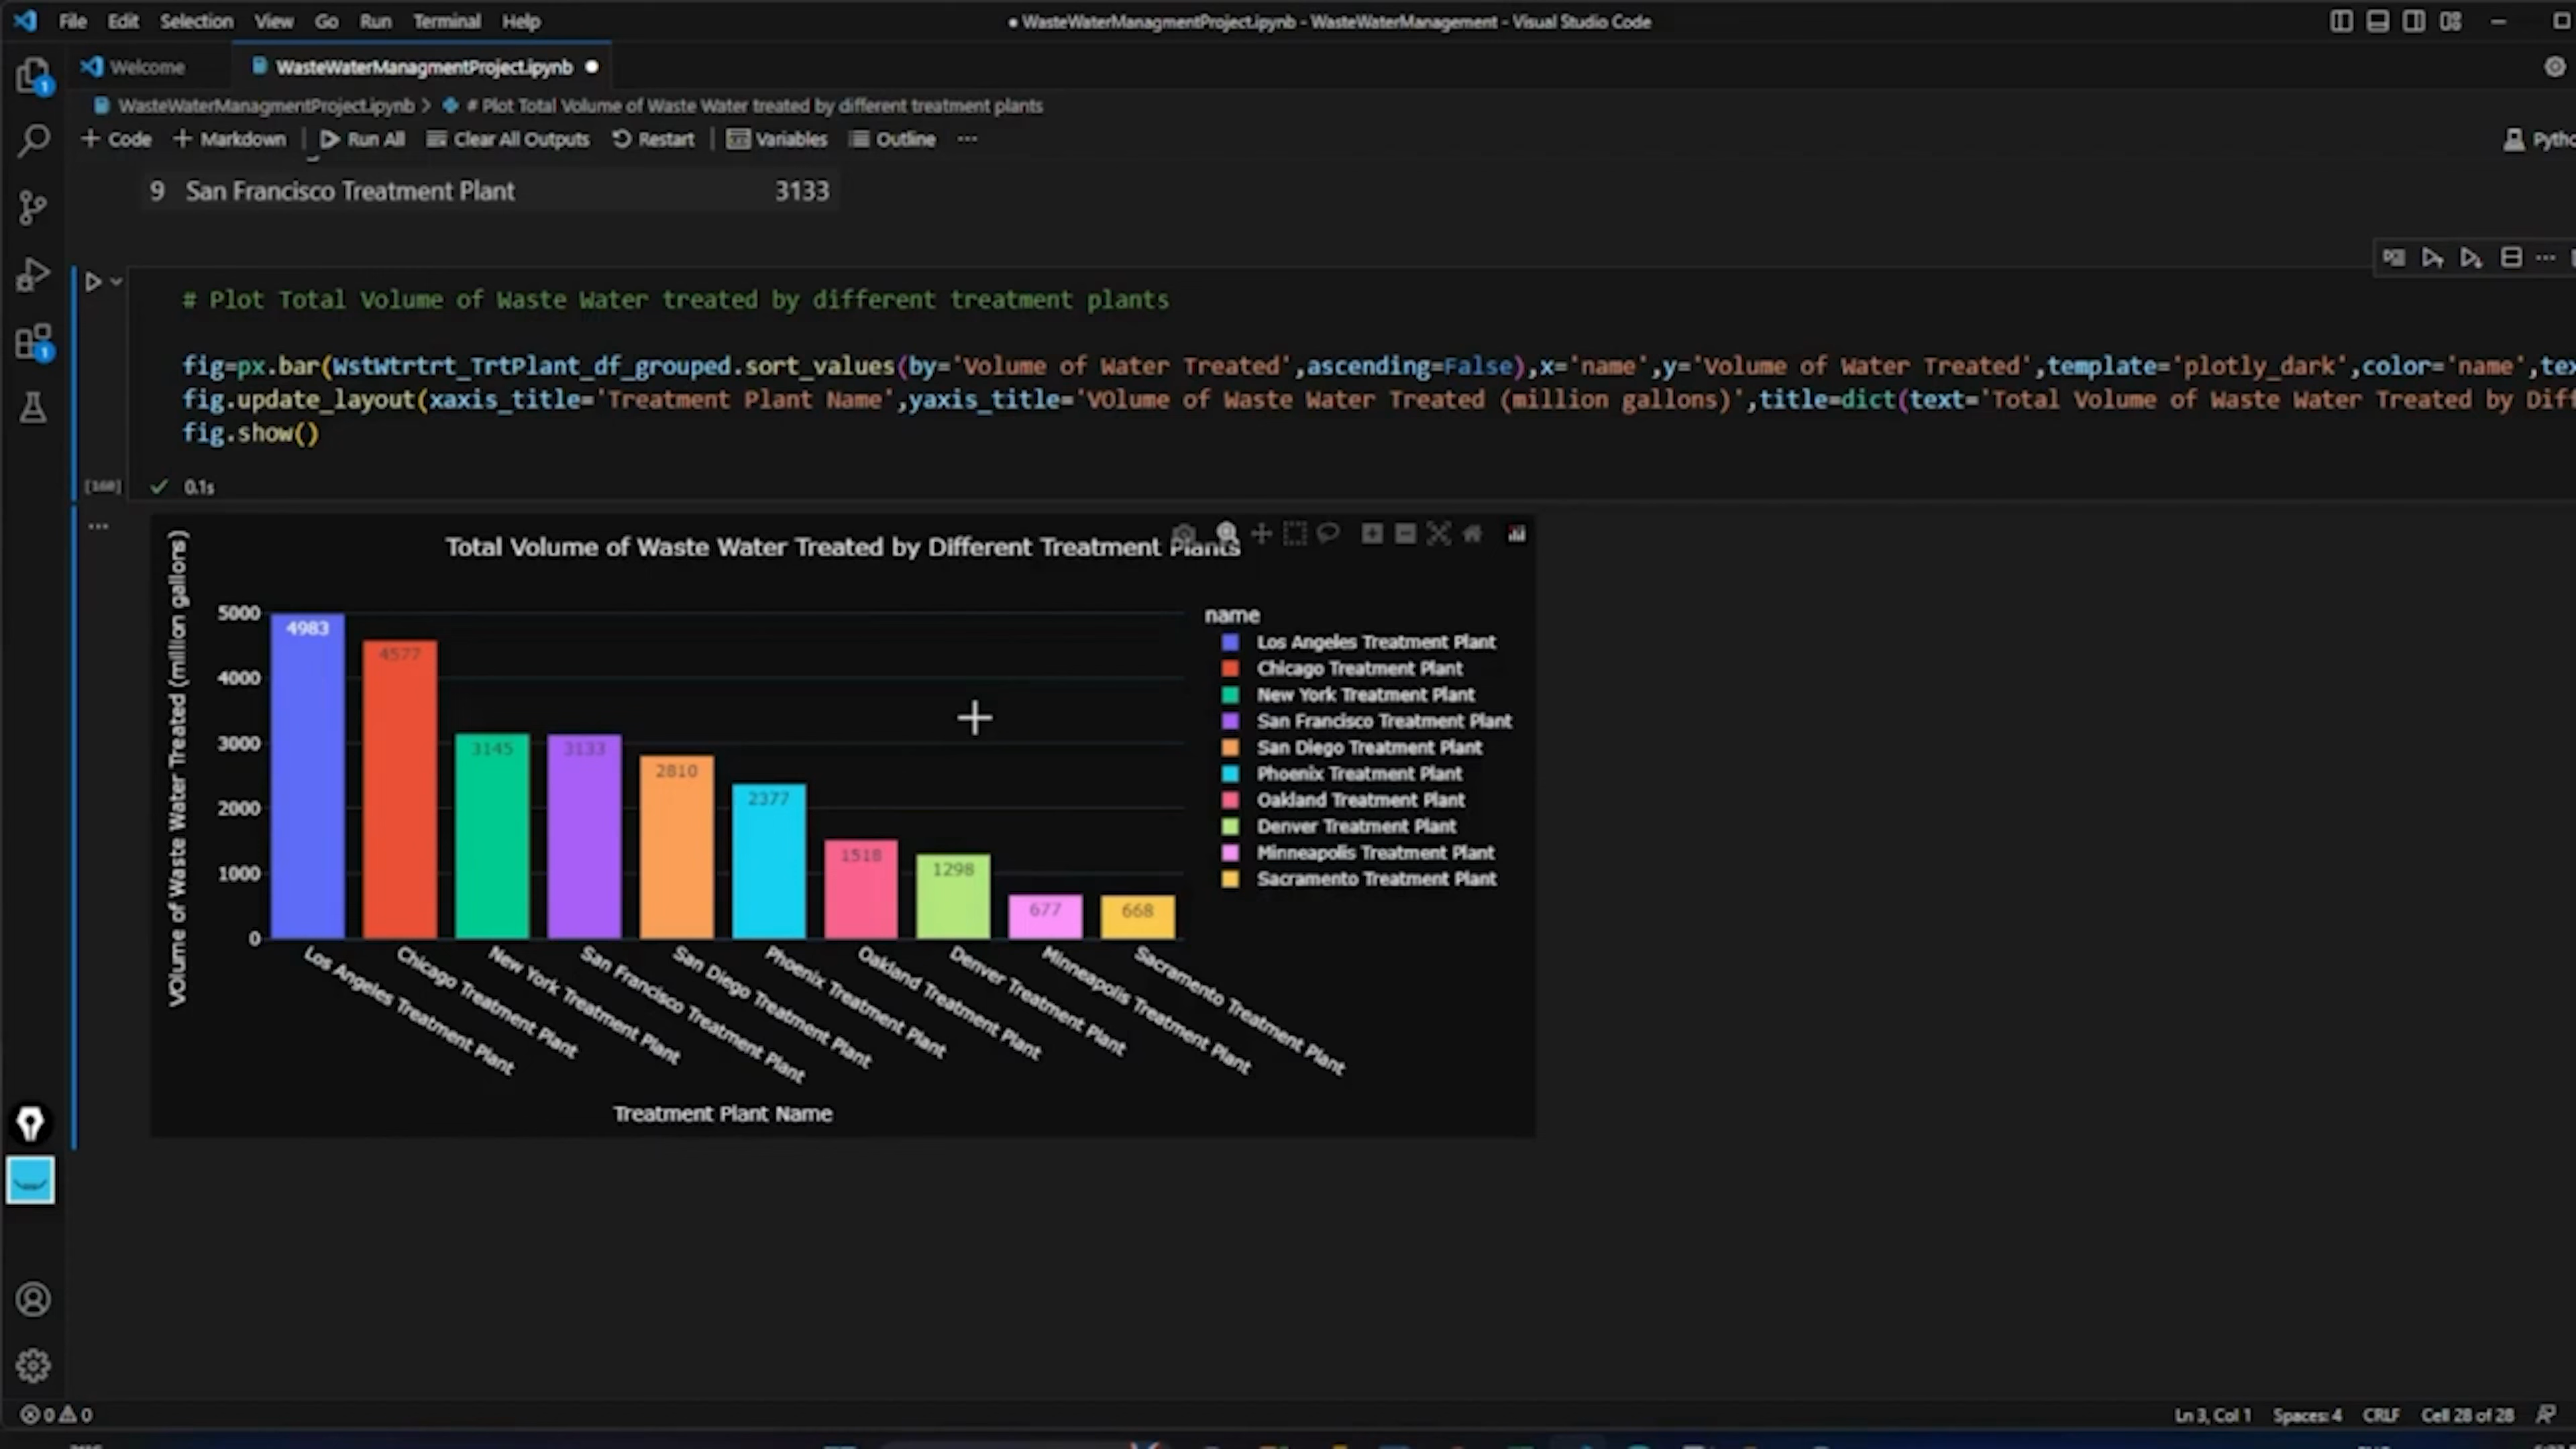 File Edit Selection View Go Run Terminal Help
● WasteWaterManagmentProject.ipynb - WasteWaterManagement - Visual Studio Code
Welcome
WasteWaterManagmentProject.ipynb ●
WasteWaterManagmentProject.ipynb > # Plot Total Volume of Waste Water treated by different treatment plants
+ Code + Markdown | Run All Clear All Outputs Restart | Variables Outline ...
9 San Francisco Treatment Plant 3133
# Plot Total Volume of Waste Water treated by different treatment plants
fig=px.bar(WstWtrtrt_TrtPlant_df_grouped.sort_values(by='Volume of Water Treated',ascending=False),x='name',y='Volume of Water Treated',template='plotly_dark',color='name',tex
fig.update_layout(xaxis_title='Treatment Plant Name',yaxis_title='VOlume of Waste Water Treated (million gallons)',title=dict(text='Total Volume of Waste Water Treated by Diff
fig.show()
[160] 0.1s
Total Volume of Waste Water Treated by Different Treatment Plants
VOlume of Waste Water Treated (million gallons)
5000
4000
3000
2000
1000
0
4983
4577
3145
3133
2810
2377
1518
1298
677
668
name
Los Angeles Treatment Plant
Chicago Treatment Plant
New York Treatment Plant
San Francisco Treatment Plant
San Diego Treatment Plant
Phoenix Treatment Plant
Oakland Treatment Plant
Denver Treatment Plant
Minneapolis Treatment Plant
Sacramento Treatment Plant
Los Angeles Treatment Plant
Chicago Treatment Plant
New York Treatment Plant
San Francisco Treatment Plant
San Diego Treatment Plant
Phoenix Treatment Plant
Oakland Treatment Plant
Denver Treatment Plant
Minneapolis Treatment Plant
Sacramento Treatment Plant
Treatment Plant Name
0 0
Ln 3, Col 1 Spaces: 4 CRLF Cell 28 of 28